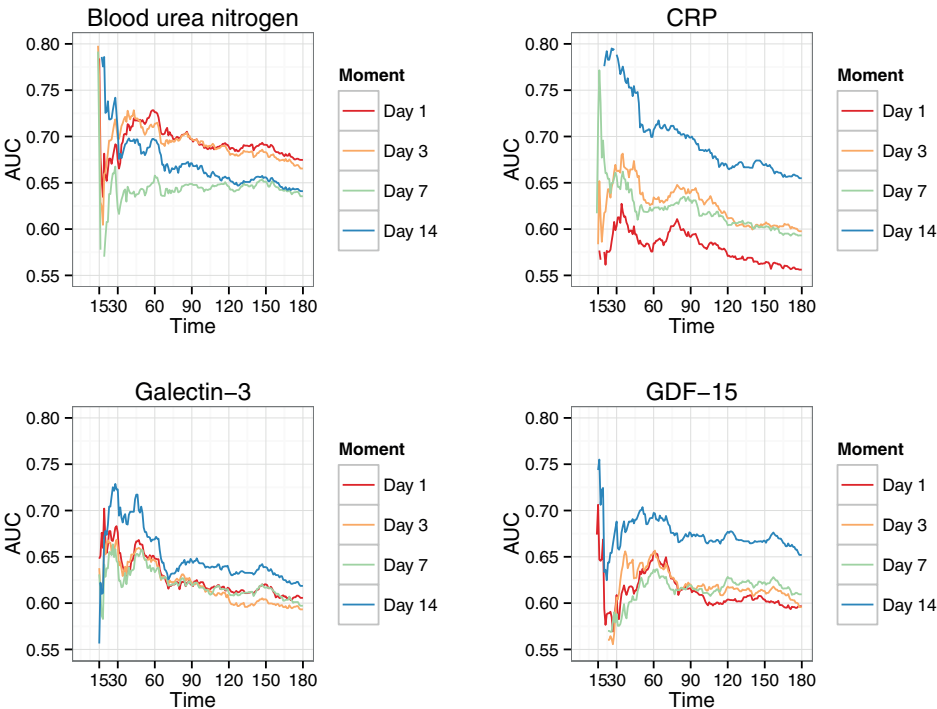 Blood urea nitrogen
0.80
0.75
0.70
0.65
0.60
0.55
AUC
1530 60 90 120 150 180
Time
Moment
Day 1
Day 3
Day 7
Day 14
CRP
0.80
0.75
0.70
0.65
0.60
0.55
AUC
1530 60 90 120 150 180
Time
Moment
Day 1
Day 3
Day 7
Day 14
Galectin−3
0.80
0.75
0.70
0.65
0.60
0.55
AUC
1530 60 90 120 150 180
Time
Moment
Day 1
Day 3
Day 7
Day 14
GDF−15
0.80
0.75
0.70
0.65
0.60
0.55
AUC
1530 60 90 120 150 180
Time
Moment
Day 1
Day 3
Day 7
Day 14